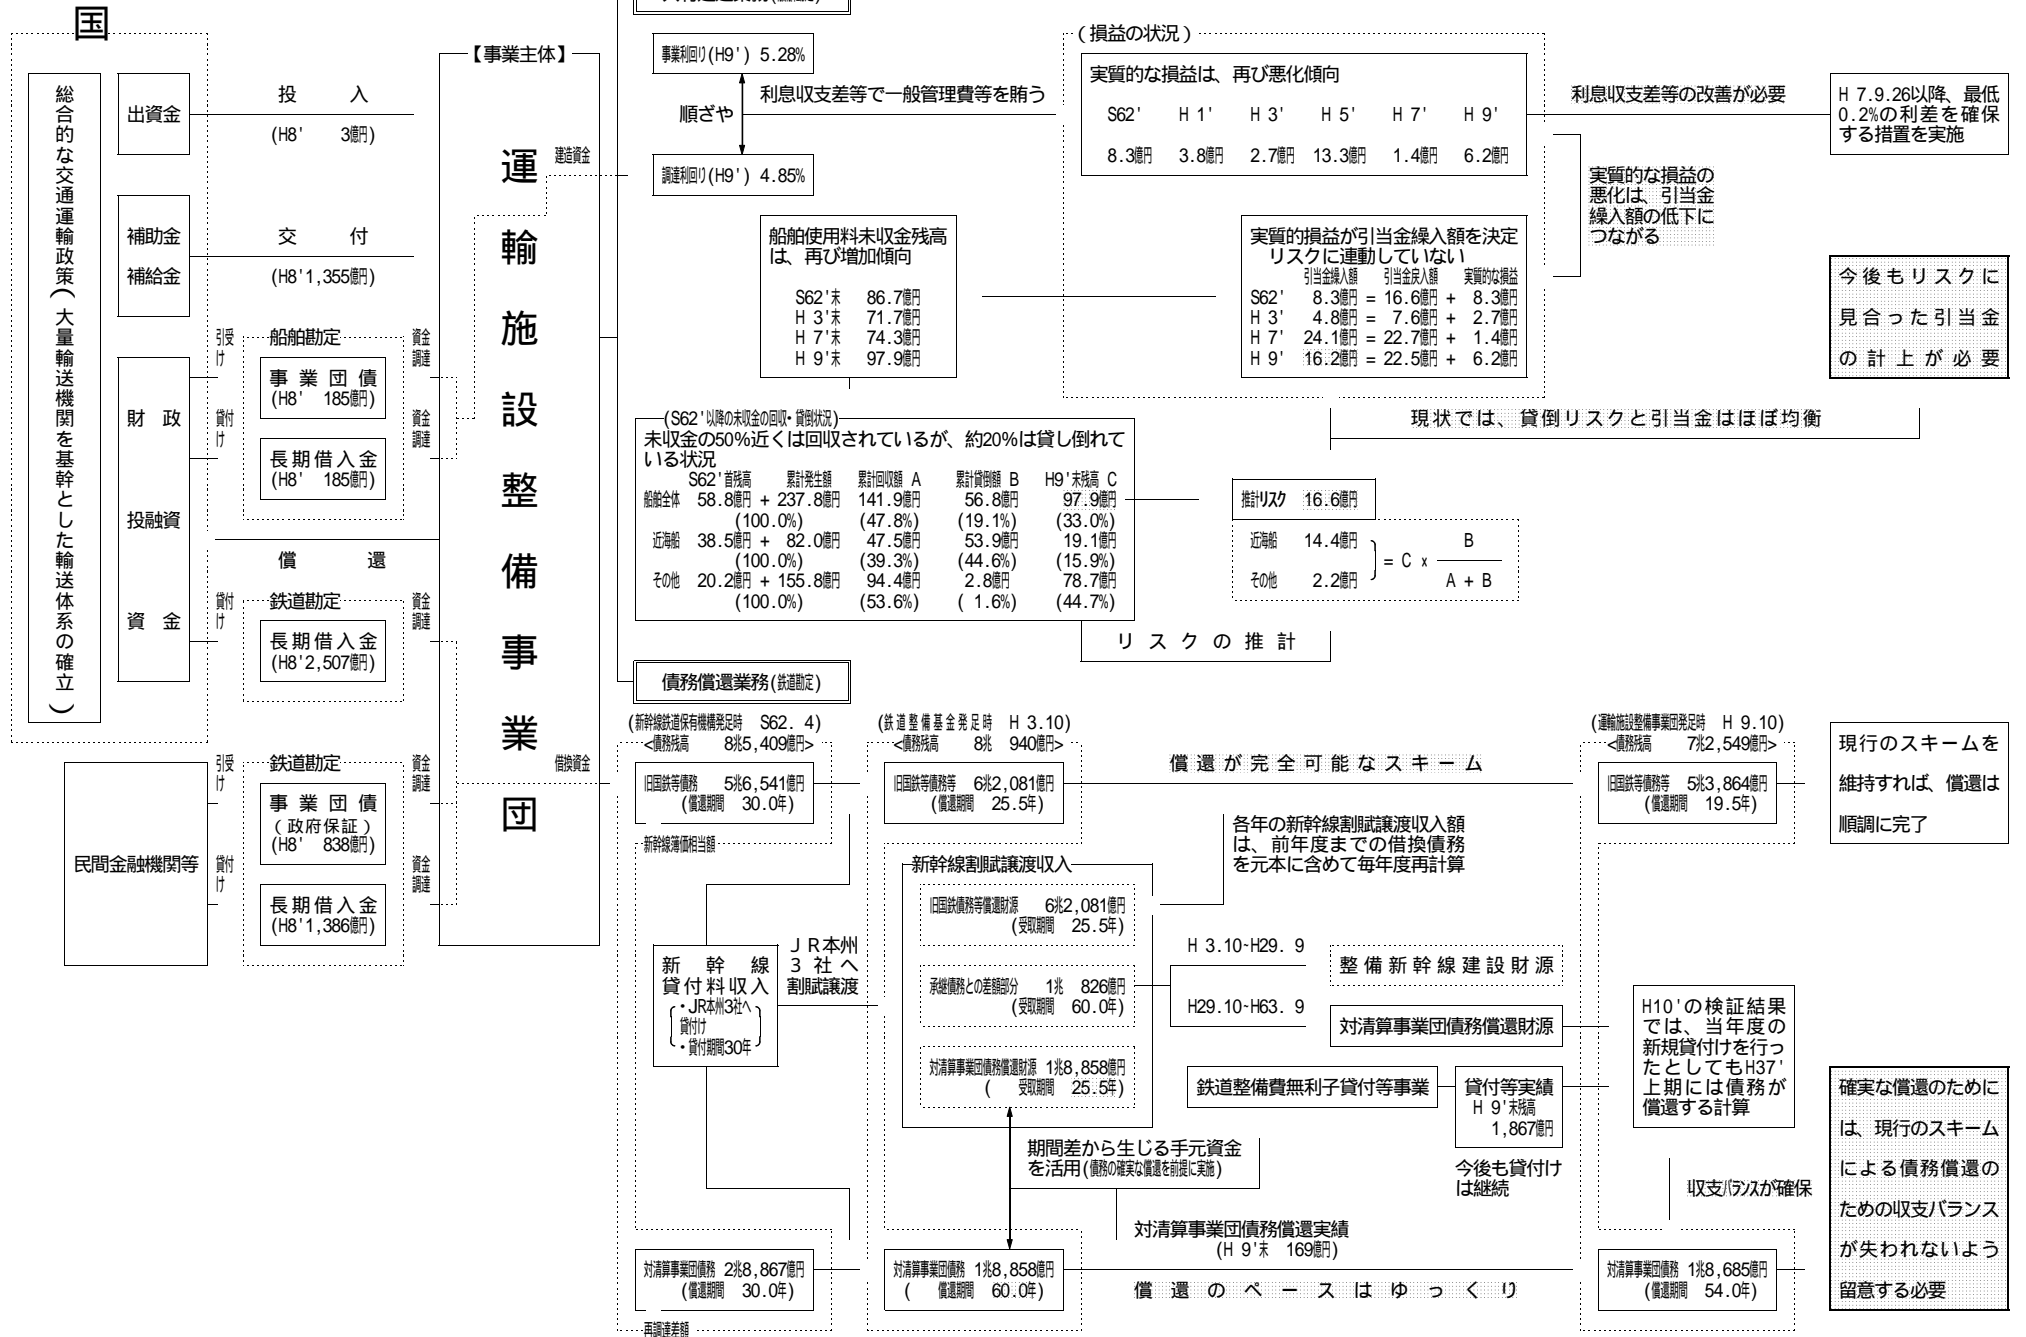 国
総合的な交通運輸政策(大量輸送機関を基幹とした輸送体系の確立)
出資金
投　入
(H8' 3億円)
補助金
補給金
交　付
(H8'1,355億円)
財　政
投融資
資　金
引受け
貸付け
船舶勘定
事業団債
(H8' 185億円)
長期借入金
(H8' 185億円)
資金調達
資金調達
償　還
貸付け
鉄道勘定
長期借入金
(H8'2,507億円)
資金調達
民間金融機関等
引受け
貸付け
鉄道勘定
事業団債
(政府保証)
(H8' 838億円)
長期借入金
(H8'1,386億円)
資金調達
資金調達
【事業主体】
運輸施設整備事業団
建造資金
借換資金
事業利回り(H9') 5.28%
順ざや
調達利回り(H9') 4.85%
利息収支差等で一般管理費等を賄う
(損益の状況)
実質的な損益は、再び悪化傾向
S62' H 1' H 3' H 5' H 7' H 9'
8.3億円 3.8億円 2.7億円 13.3億円 1.4億円 6.2億円
利息収支差等の改善が必要
H 7.9.26以降、最低
0.2%の利差を確保
する措置を実施
実質的な損益の
悪化は、引当金
繰入額の低下に
つながる
船舶使用料未収金残高
は、再び増加傾向
S62'末 86.7億円
H 3'末 71.7億円
H 7'末 74.3億円
H 9'末 97.9億円
実質的損益が引当金繰入額を決定
リスクに連動していない
引当金繰入額 引当金戻入額 実質的な損益
S62' 8.3億円 = 16.6億円 + 8.3億円
H 3' 4.8億円 = 7.6億円 + 2.7億円
H 7' 24.1億円 = 22.7億円 + 1.4億円
H 9' 16.2億円 = 22.5億円 + 6.2億円
今後もリスクに
見合った引当金
の計上が必要
現状では、貸倒リスクと引当金はほぼ均衡
(S62'以降の未収金の回収・貸倒状況)
未収金の50%近くは回収されているが、約20%は貸し倒れて
いる状況
S62'首残高 累計発生額 累計回収額 A 累計貸倒額 B H9'末残高 C
船舶全体 58.8億円 + 237.8億円 141.9億円 56.8億円 97.9億円
(100.0%) (47.8%) (19.1%) (33.0%)
近海船 38.5億円 + 82.0億円 47.5億円 53.9億円 19.1億円
(100.0%) (39.3%) (44.6%) (15.9%)
その他 20.2億円 + 155.8億円 94.4億円 2.8億円 78.7億円
(100.0%) (53.6%) ( 1.6%) (44.7%)
推計リスク 16.6億円
近海船 14.4億円
その他 2.2億円
= C × B
A + B
リスクの推計
債務償還業務(鉄道勘定)
(新幹線鉄道保有機構発足時 S62. 4)
<債務残高 8兆5,409億円>
旧国鉄等債務 5兆6,541億円
(償還期間 30.0年)
新幹線簿価相当額
新幹線
貸付料収入
・JR本州3社へ
貸付け
・貸付期間30年
JR本州
3社へ
割賦譲渡
対清算事業団債務 2兆8,867億円
(償還期間 30.0年)
再調達差額
(鉄道整備基金発足時 H 3.10)
<債務残高 8兆 940億円>
旧国鉄等債務等 6兆2,081億円
(償還期間 25.5年)
新幹線割賦譲渡収入
旧国鉄債務等償還財源 6兆2,081億円
(受取期間 25.5年)
承継債務との差額部分 1兆 826億円
(受取期間 60.0年)
対清算事業団債務償還財源 1兆8,858億円
( 受取期間 25.5年)
対清算事業団債務 1兆8,858億円
( 償還期間 60.0年)
償還が完全可能なスキーム
各年の新幹線割賦譲渡収入額
は、前年度までの借換債務
を元本に含めて毎年度再計算
H 3.10~H29. 9
整備新幹線建設財源
H29.10~H63. 9
対清算事業団債務償還財源
鉄道整備費無利子貸付等事業
貸付等実績
H 9'末残高
1,867億円
今後も貸付け
は継続
期間差から生じる手元資金
を活用(債務の確実な償還を前提に実施)
対清算事業団債務償還実績
(H 9'末 169億円)
償還のペースはゆっくり
(運輸施設整備事業団発足時 H 9.10)
<債務残高 7兆2,549億円>
旧国鉄等債務等 5兆3,864億円
(償還期間 19.5年)
H10'の検証結果
では、当年度の
新規貸付けを行っ
たとしてもH37'
上期には債務が
償還する計算
収支バランスが確保
対清算事業団債務 1兆8,685億円
(償還期間 54.0年)
現行のスキームを
維持すれば、償還は
順調に完了
確実な償還のために
は、現行のスキーム
による債務償還の
ための収支バランス
が失われないよう
留意する必要